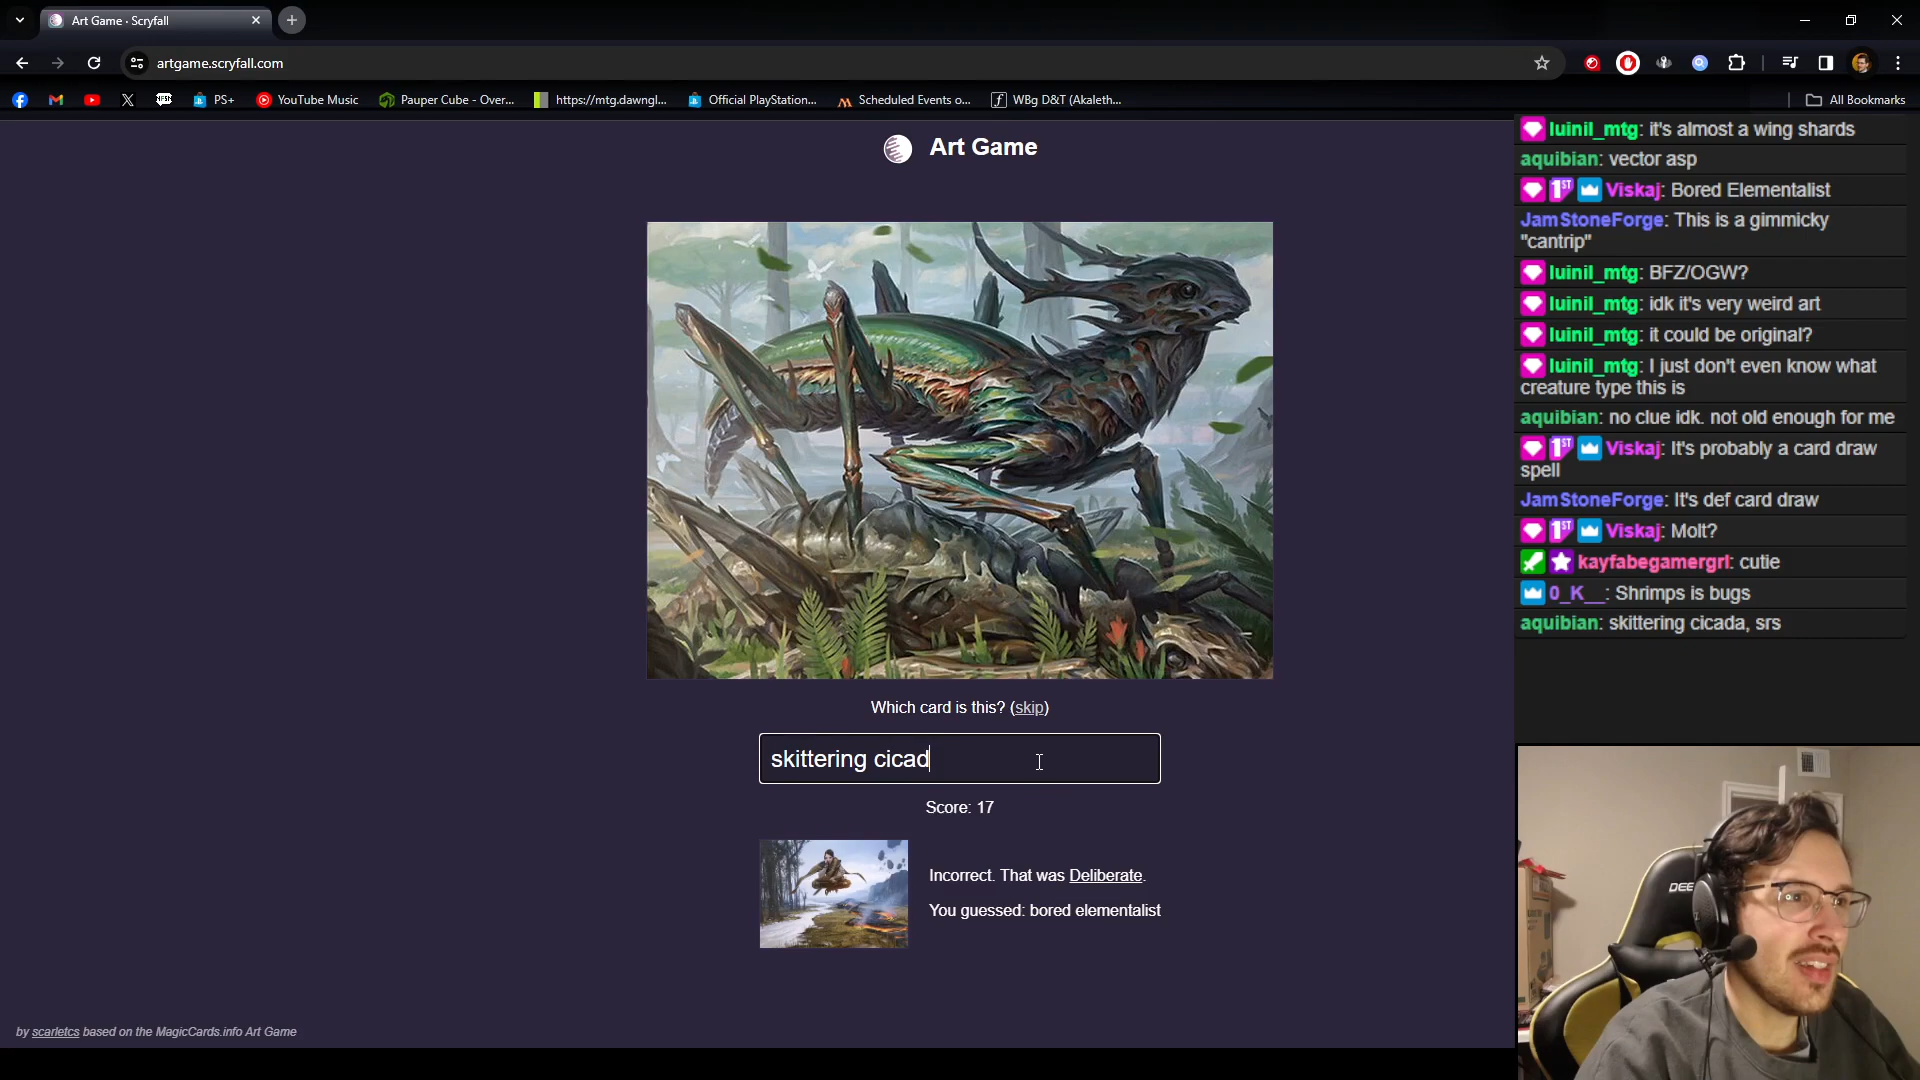 Art Game · Scryfall
artgame.scryfall.com
PS+
YouTube Music
Pauper Cube - Over...
https://mtg.dawngl...
Official PlayStation...
Scheduled Events o...
WBg D&T (Akaleth...
All Bookmarks
Art Game
Which card is this? (skip)
skittering cicad
Score: 17
Incorrect. That was Deliberate.
You guessed: bored elementalist
by scarletcs based on the MagicCards.info Art Game
luinil_mtg: it's almost a wing shards
aquibian: vector asp
1ST Viskaj: Bored Elementalist
JamStoneForge: This is a gimmicky
"cantrip"
luinil_mtg: BFZ/OGW?
luinil_mtg: idk it's very weird art
luinil_mtg: it could be original?
luinil_mtg: I just don't even know what
creature type this is
aquibian: no clue idk. not old enough for me
1ST Viskaj: It's probably a card draw
spell
JamStoneForge: It's def card draw
1ST Viskaj: Molt?
kayfabegamergrl: cutie
0_K__: Shrimps is bugs
aquibian: skittering cicada, srs
DEE